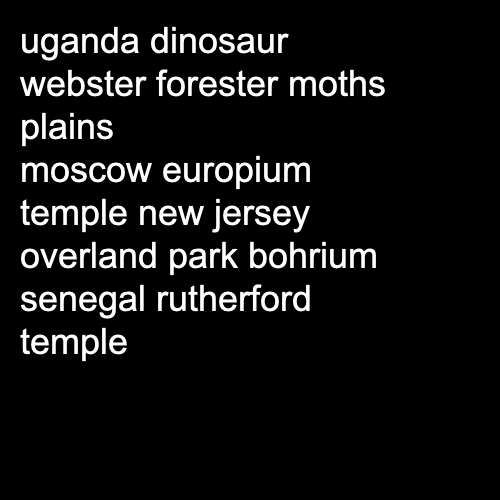 uganda dinosaur
webster forester moths
plains
moscow europium
temple new jersey
overland park bohrium
senegal rutherford
temple